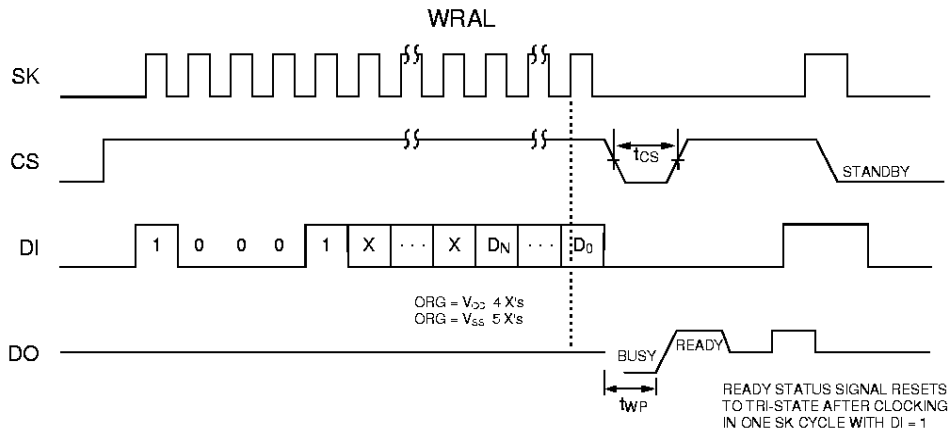 WRAL
SK
CS
tCS
STANDBY
DI
1 0 0 0 1 X ··· X DN ··· D0
ORG = VCC 4 X's
ORG = VSS 5 X's
DO
BUSY
READY
tWP
READY STATUS SIGNAL RESETS
TO TRI-STATE AFTER CLOCKING
IN ONE SK CYCLE WITH DI = 1